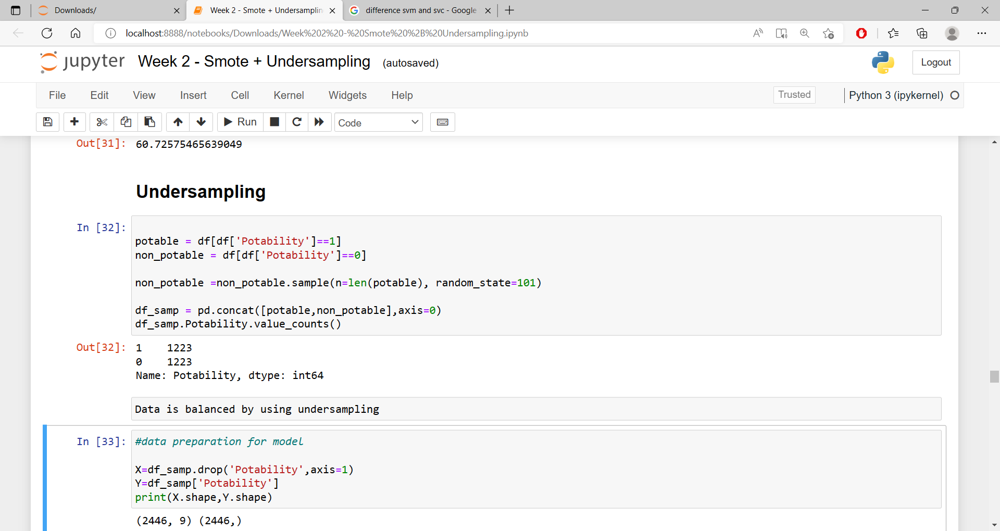 Downloads/
Week 2 - Smote + Undersamplin
difference svm and svc - Google
localhost:8888/notebooks/Downloads/Week%202%20-%20Smote%20%2B%20Undersampling.ipynb
jupyter Week 2 - Smote + Undersampling (autosaved)
Logout
File Edit View Insert Cell Kernel Widgets Help
Trusted
Python 3 (ipykernel)
Run
Code
Out[31]: 60.72575465639049
Undersampling
In [32]:
potable = df[df['Potability']==1]
non_potable = df[df['Potability']==0]
non_potable =non_potable.sample(n=len(potable), random_state=101)
df_samp = pd.concat([potable,non_potable],axis=0)
df_samp.Potability.value_counts()
Out[32]: 1    1223
0    1223
Name: Potability, dtype: int64
Data is balanced by using undersampling
In [33]: #data preparation for model
X=df_samp.drop('Potability',axis=1)
Y=df_samp['Potability']
print(X.shape,Y.shape)
(2446, 9) (2446,)